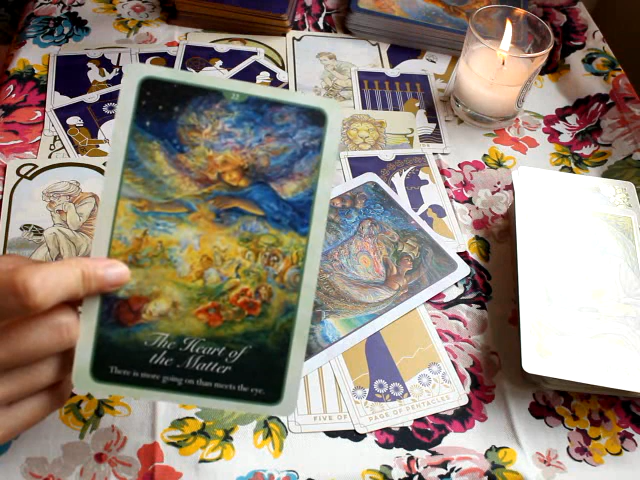 22
The Heart of
the Matter
There is more going on than meets the eye.
FIVE OF
PAGE OF PENTACLES